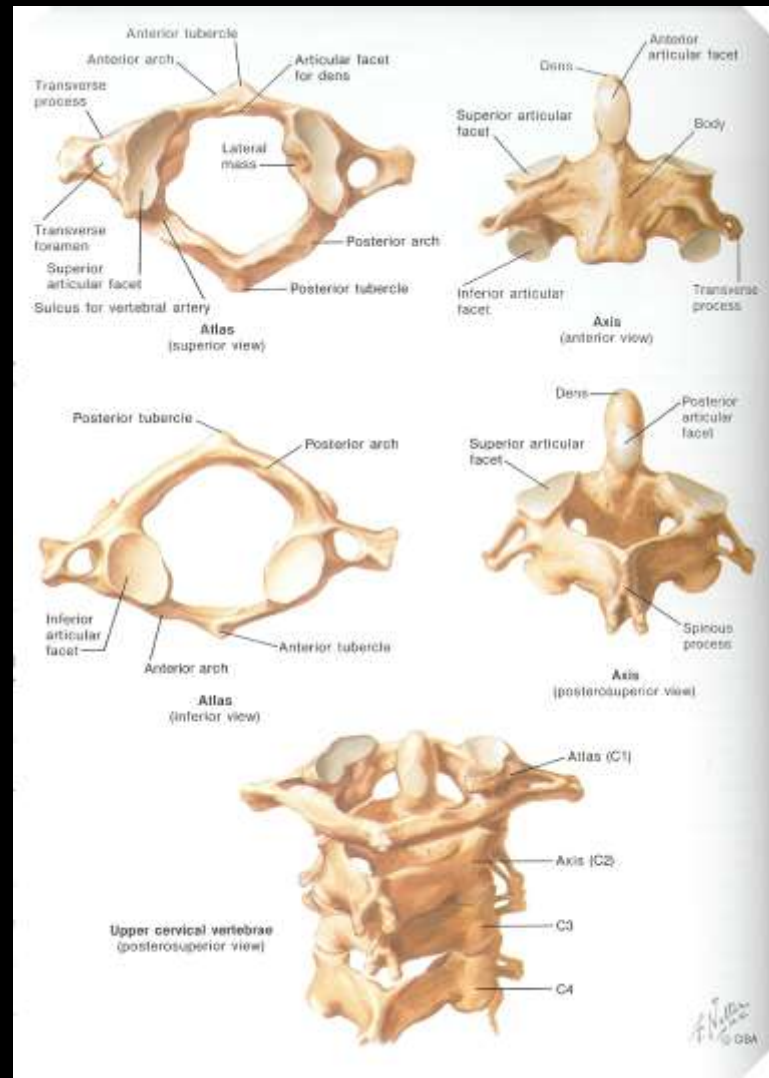 Anterior tubercle
Anterior arch
Articular facet
for dens
Transverse
process
Lateral
mass
Transverse
foramen
Superior
articular facet
Sulcus for vertebral artery
Posterior arch
Posterior tubercle
Atlas
(superior view)
Anterior
articular facet
Dens
Superior articular
facet
Body
Inferior articular
facet
Transverse
process
Axis
(anterior view)
Posterior tubercle
Posterior arch
Inferior
articular
facet
Anterior arch
Anterior tubercle
Atlas
(inferior view)
Dens
Posterior
articular
facet
Superior articular
facet
Spinous
process
Axis
(posterosuperior view)
Atlas (C1)
Axis (C2)
C3
C4
Upper cervical vertebrae
(posterosuperior view)
© CIBA